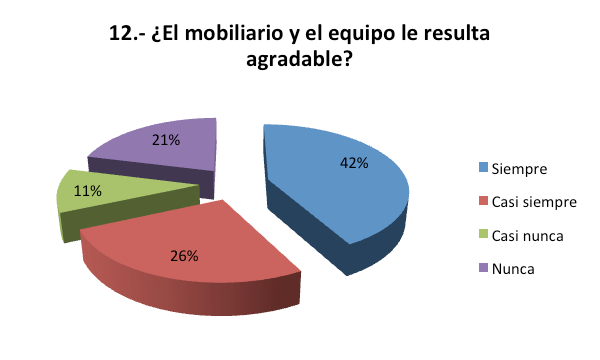 12.- ¿El mobiliario y el equipo le resulta
agradable?
21%
42%
11%
26%
Siempre
Casi siempre
Casi nunca
Nunca